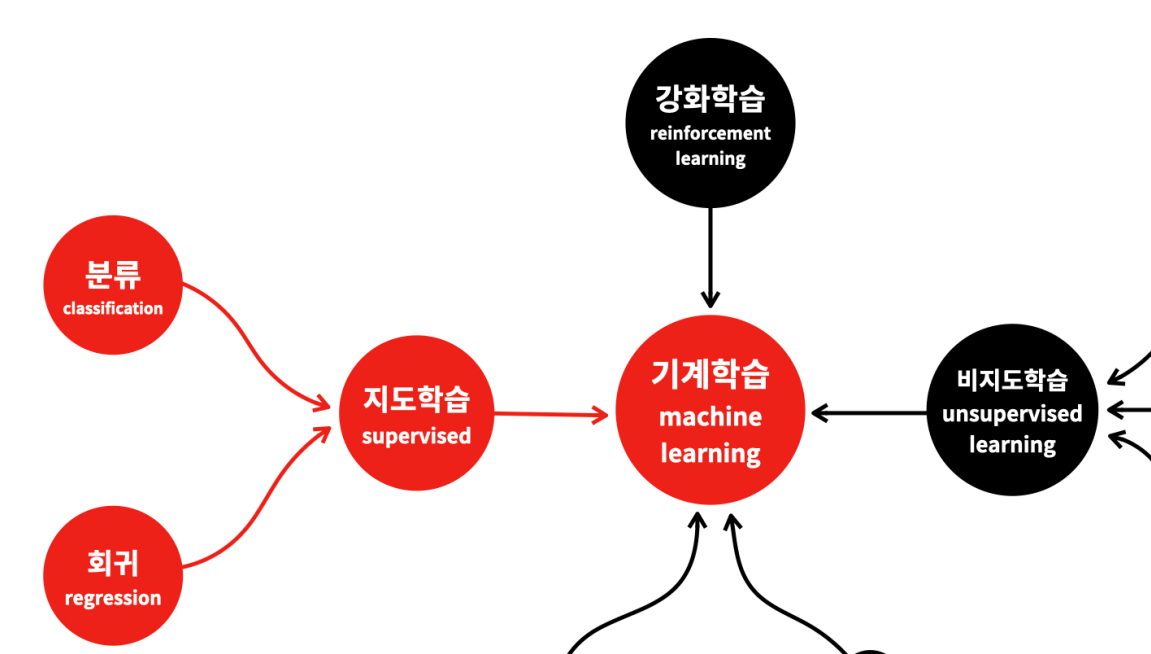 강화학습
reinforcement
learning
분류
classification
지도학습
supervised
기계학습
machine
learning
비지도학습
unsupervised
learning
회귀
regression